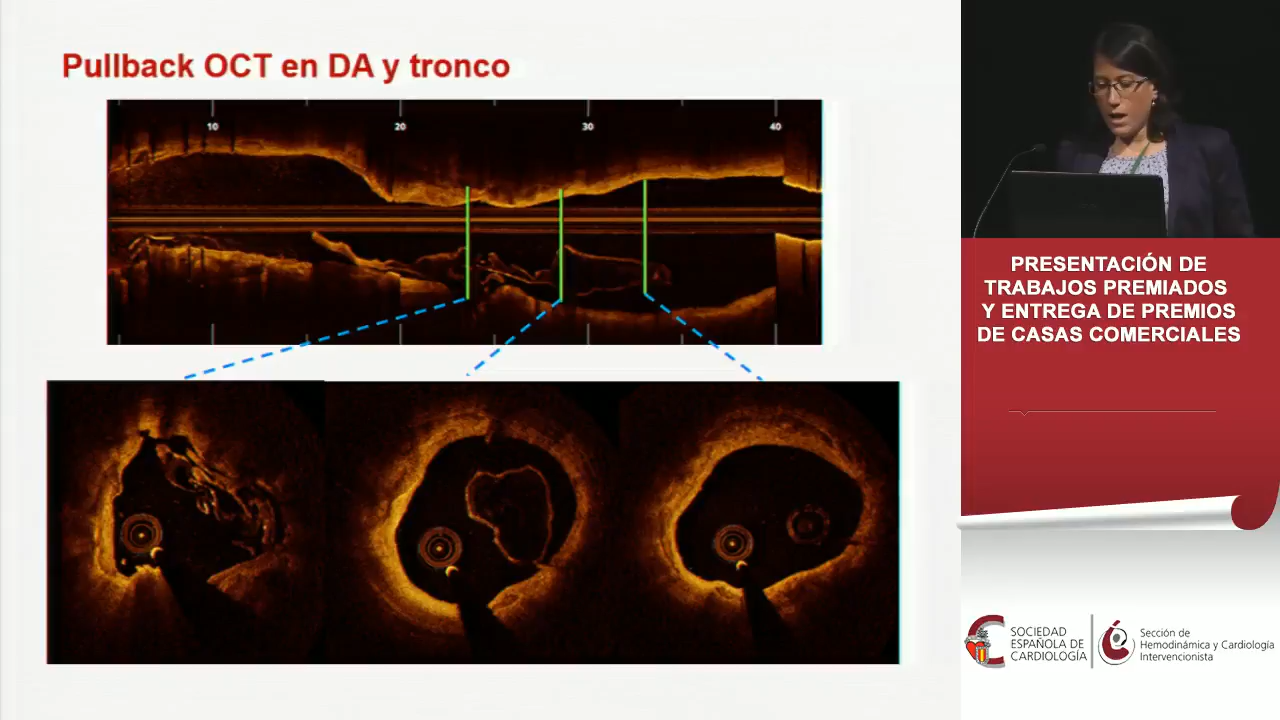 Pullback OCT en DA y tronco
10
20
30
40
PRESENTACIÓN DE
TRABAJOS PREMIADOS
Y ENTREGA DE PREMIOS
DE CASAS COMERCIALES
SOCIEDAD
ESPAÑOLA DE
CARDIOLOGÍA
Sección de
Hemodinámica y Cardiología
Intervencionista